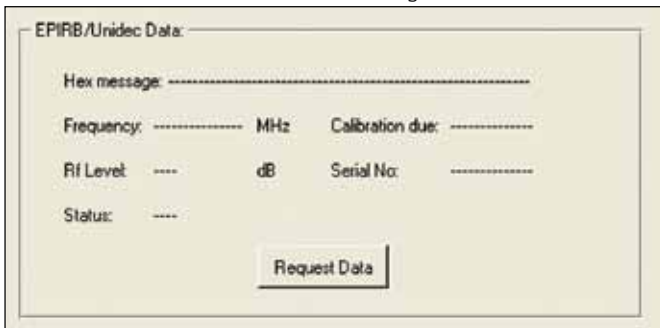 EPIRB/Unidec Data:
Hex message: ------------------------------------------------------------
Frequency: --------------- MHz Calibration due: --------------
Rf Level: ---- dB Serial No: --------------
Status: ----
Request Data